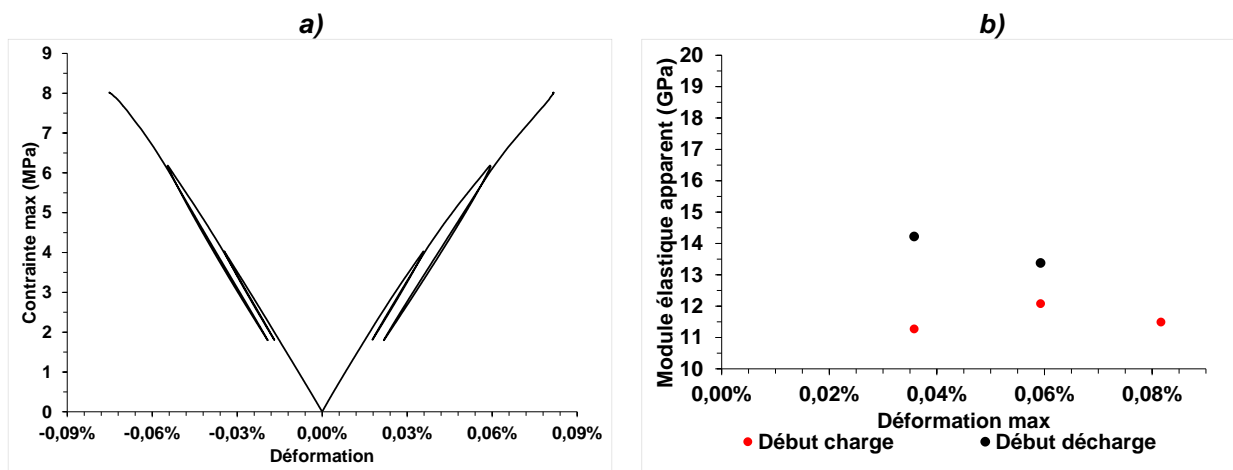 a)
Contrainte max (MPa)
9
8
7
6
5
4
3
2
1
0
-0,09% -0,06% -0,03% 0,00% 0,03% 0,06% 0,09%
Déformation
b)
Module élastique apparent (GPa)
20
19
18
17
16
15
14
13
12
11
10
0,00% 0,02% 0,04% 0,06% 0,08%
Déformation max
Début charge Début décharge